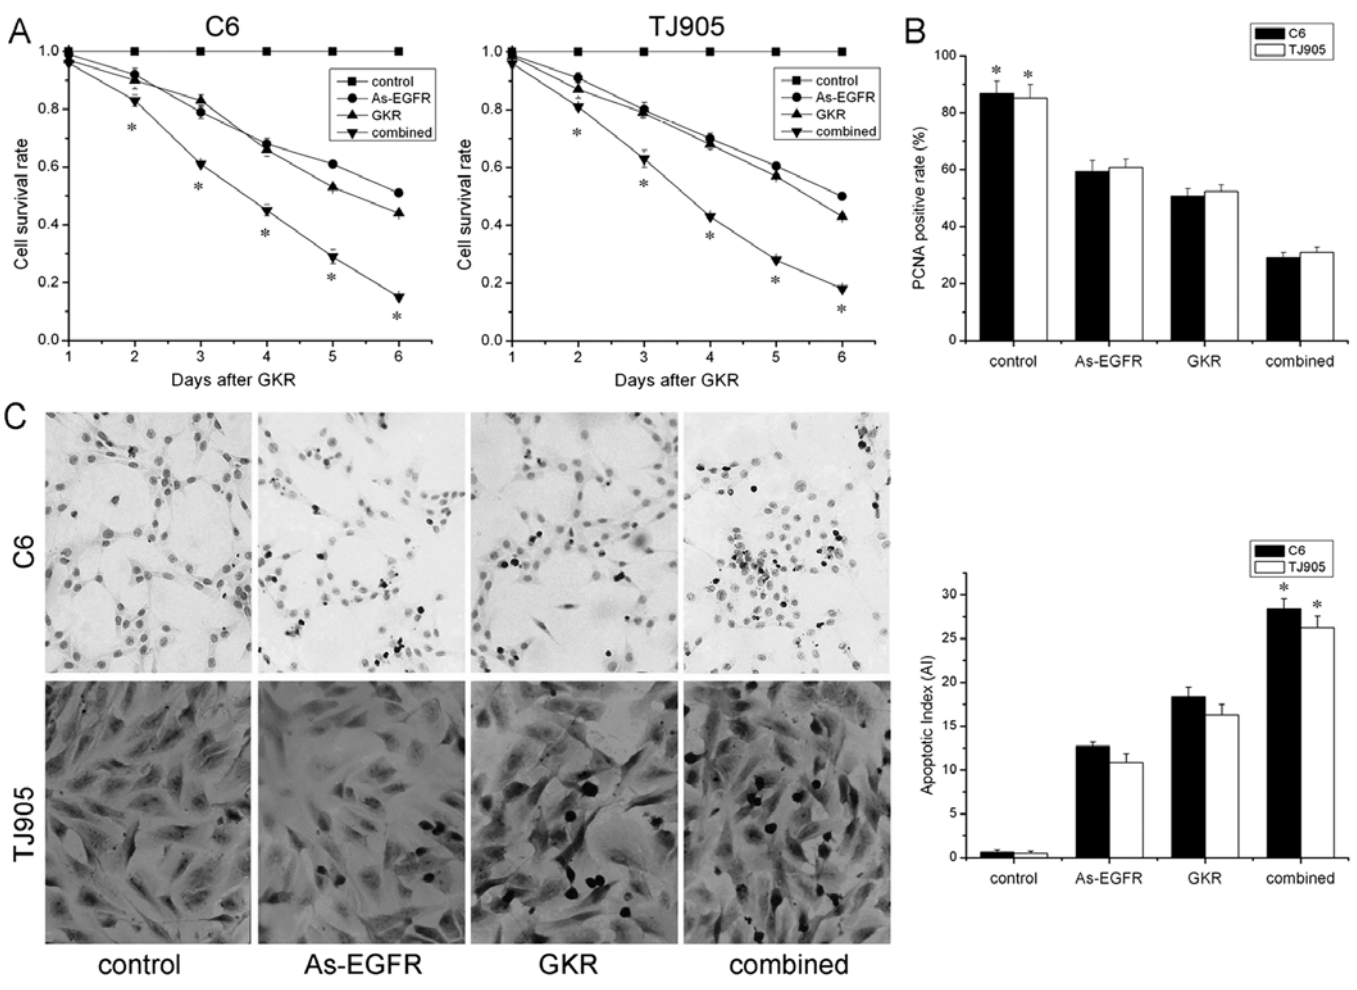 A
C6
TJ905
B
1.0
0.8
0.6
0.4
0.2
0.0
Cell survival rate
control
As-EGFR
GKR
combined
*
*
*
*
*
1
2
3
4
5
6
Days after GKR
1.0
0.8
0.6
0.4
0.2
0.0
Cell survival rate
control
As-EGFR
GKR
combined
*
*
*
*
*
1
2
3
4
5
6
Days after GKR
C6
TJ905
100
80
60
40
20
0
PCNA positive rate (%)
*
*
control
As-EGFR
GKR
combined
C
C6
TJ905
control
As-EGFR
GKR
combined
C6
TJ905
30
25
20
15
10
5
0
Apoptotic Index (AI)
*
*
control
As-EGFR
GKR
combined